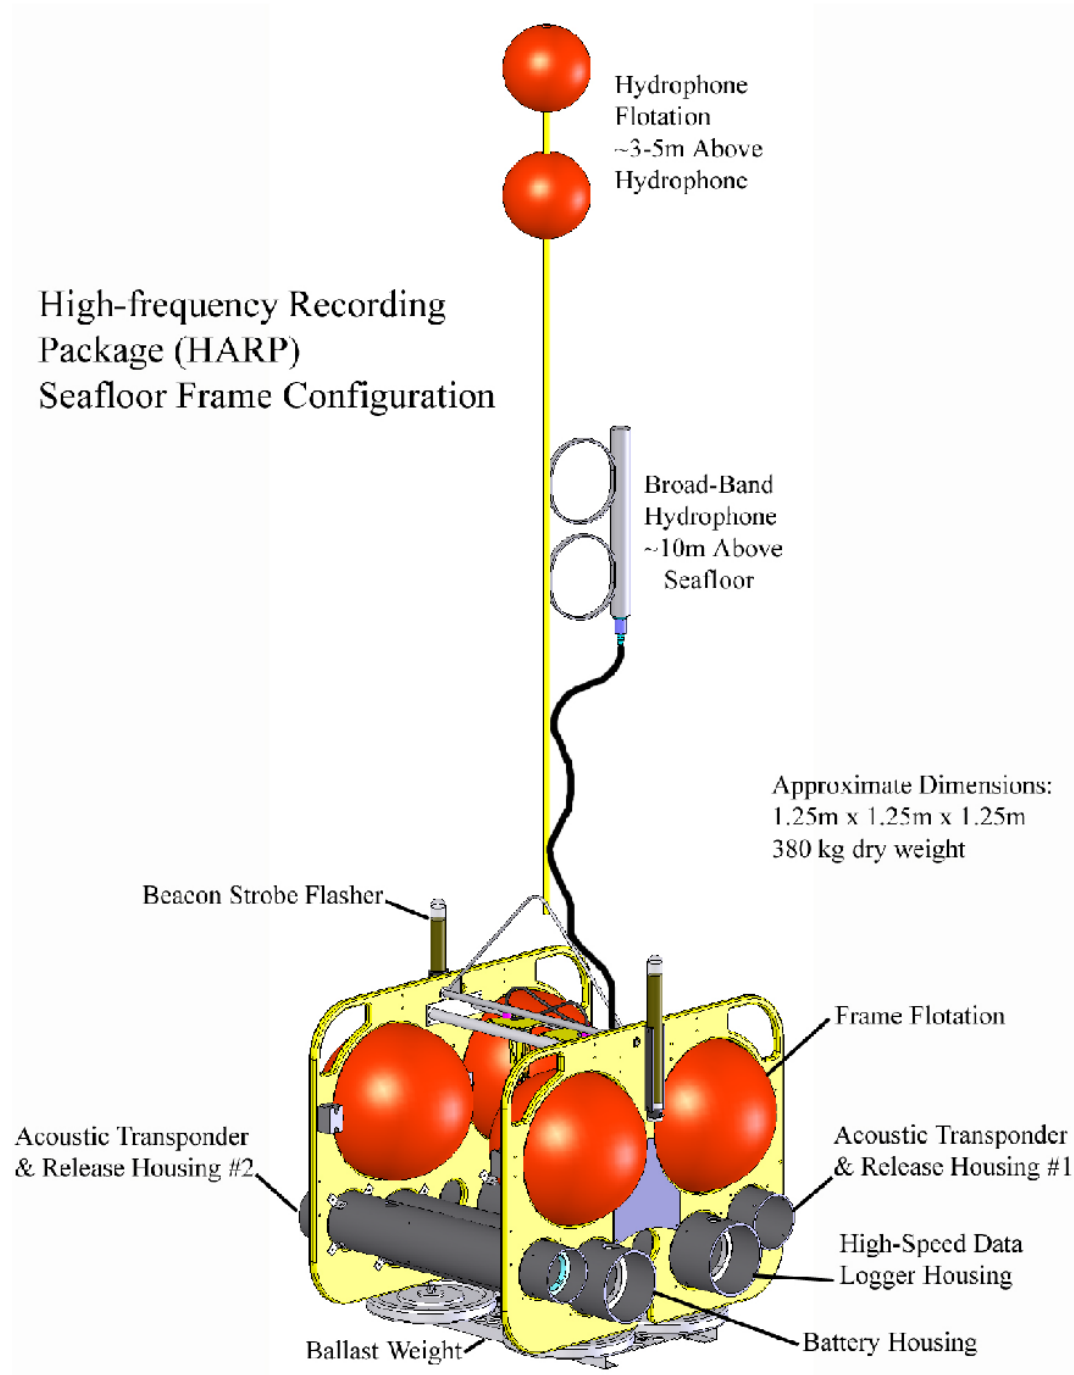 Hydrophone
Flotation
~3-5m Above
Hydrophone
High-frequency Recording
Package (HARP)
Seafloor Frame Configuration
Broad-Band
Hydrophone
~10m Above
Seafloor
Approximate Dimensions:
1.25m x 1.25m x 1.25m
380 kg dry weight
Beacon Strobe Flasher
Frame Flotation
Acoustic Transponder
& Release Housing #2
Acoustic Transponder
& Release Housing #1
High-Speed Data
Logger Housing
Ballast Weight
Battery Housing